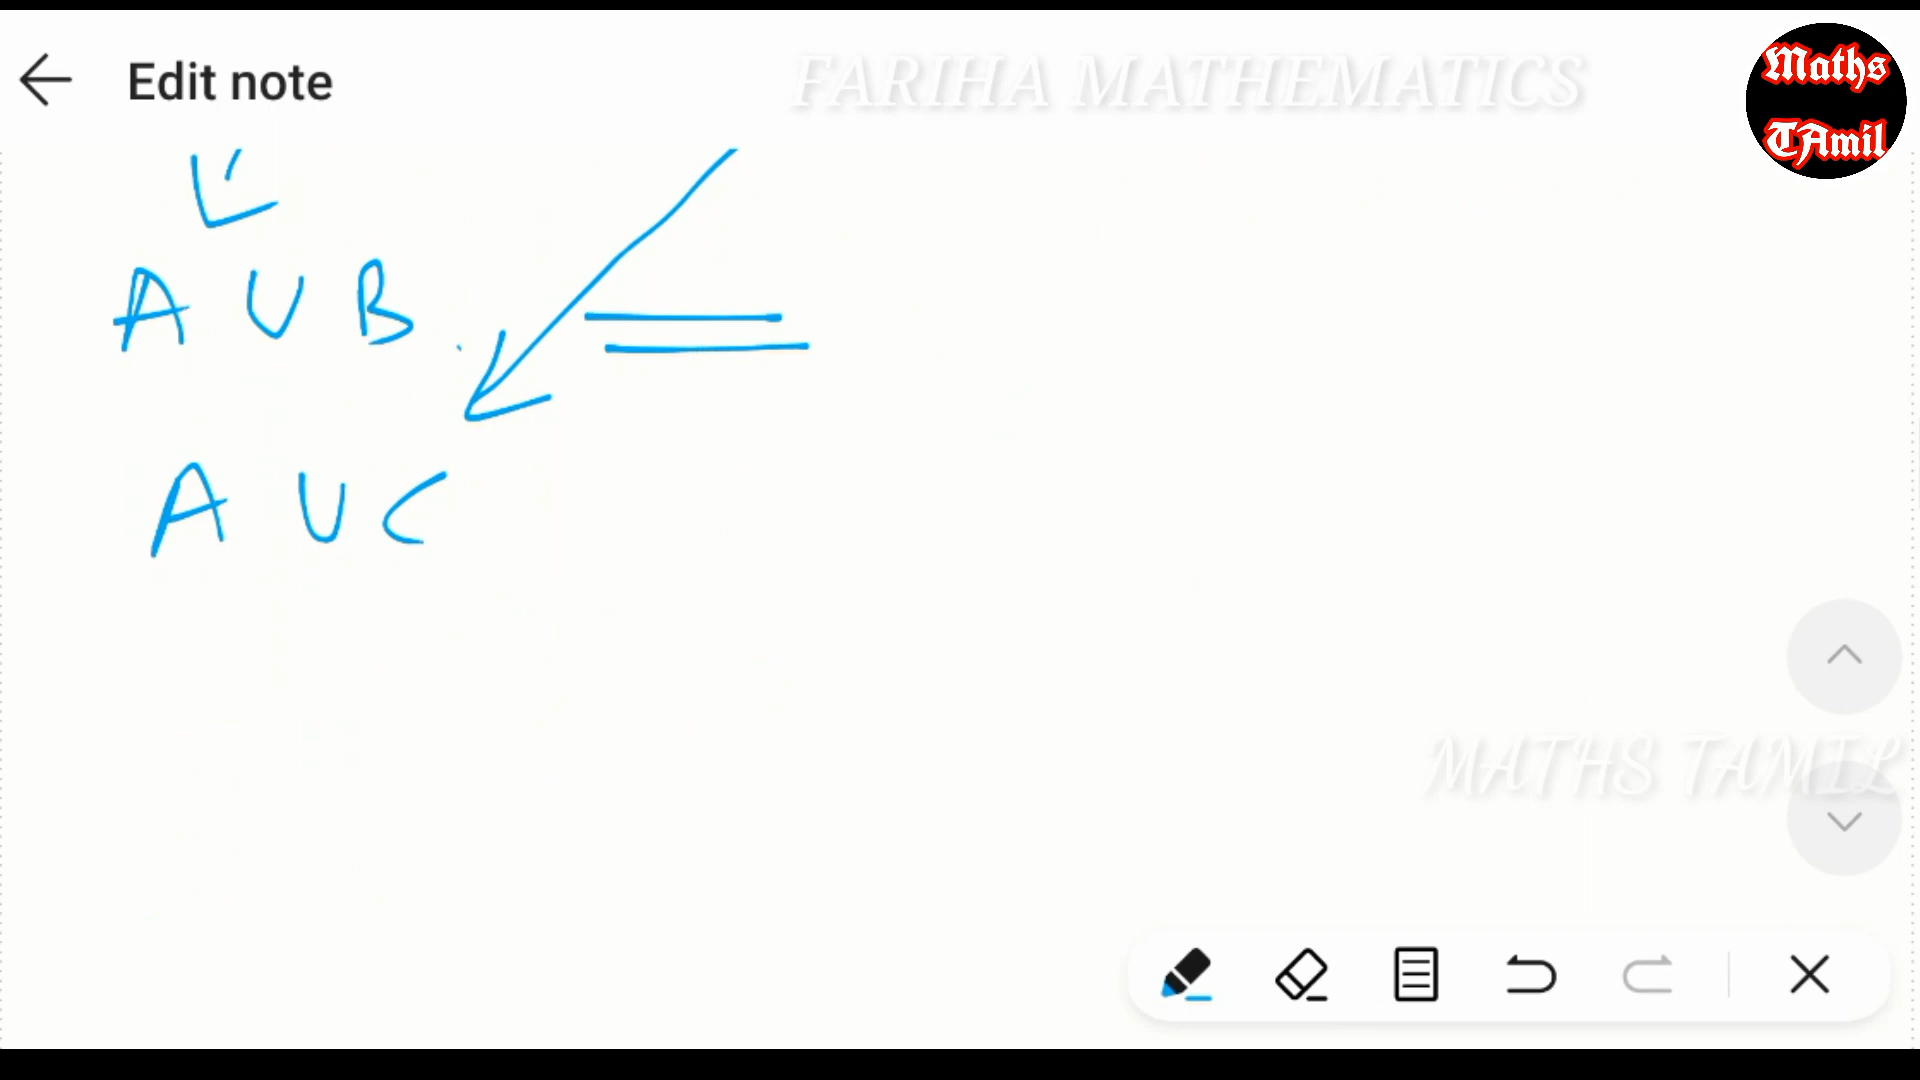 Edit note
FARIHA MATHEMATICS
Maths
TAmil
A U B
A U C
MATHS TAMIL